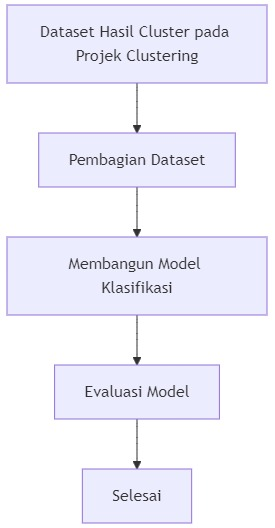 Dataset Hasil Cluster pada
Projek Clustering
Pembagian Dataset
Membangun Model
Klasifikasi
Evaluasi Model
Selesai